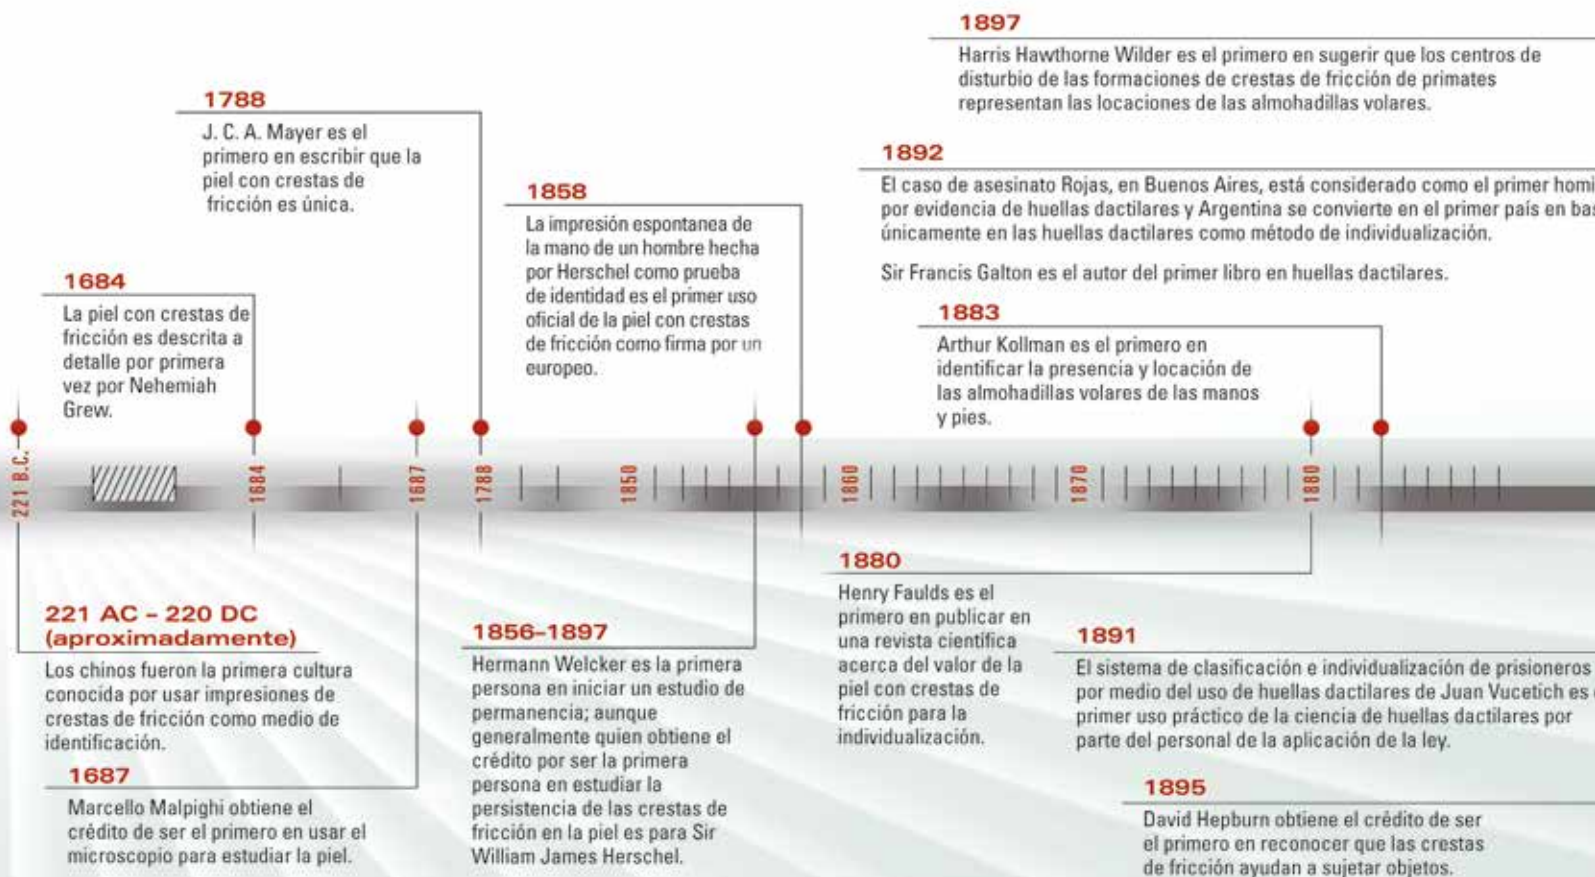 1897
Harris Hawthorne Wilder es el primero en sugerir que los centros de
disturbio de las formaciones de crestas de fricción de primates
representan las locaciones de las almohadillas volares.
1788
J. C. A. Mayer es el
primero en escribir que la
piel con crestas de
fricción es única.
1892
El caso de asesinato Rojas, en Buenos Aires, está considerado como el primer
por evidencia de huellas dactilares y Argentina se convierte en el primer país en
únicamente en las huellas dactilares como método de individualización.
Sir Francis Galton es el autor del primer libro en huellas dactilares.
1858
La impresión espontanea de
la mano de un hombre hecha
por Herschel como prueba
de identidad es el primer uso
oficial de la piel con crestas
de fricción como firma por un
europeo.
1684
La piel con crestas de
fricción es descrita a
detalle por primera
vez por Nehemiah
Grew.
1883
Arthur Kollman es el primero en
identificar la presencia y locación de
las almohadillas volares de las manos
y pies.
221 B.C.
1684
1687
1788
1850
1860
1870
1880
221 AC – 220 DC
(aproximadamente)
Los chinos fueron la primera cultura
conocida por usar impresiones de
crestas de fricción como medio de
identificación.
1687
Marcello Malpighi obtiene el
crédito de ser el primero en usar el
microscopio para estudiar la piel.
1856–1897
Hermann Welcker es la primera
persona en iniciar un estudio de
permanencia; aunque
generalmente quien obtiene el
crédito por ser la primera
persona en estudiar la
persistencia de las crestas de
fricción en la piel es para Sir
William James Herschel.
1880
Henry Faulds es el
primero en publicar en
una revista científica
acerca del valor de la
piel con crestas de
fricción para la
individualización.
1891
El sistema de clasificación e individualización de prisioneros
por medio del uso de huellas dactilares de Juan Vucetich es
primer uso práctico de la ciencia de huellas dactilares por
parte del personal de la aplicación de la ley.
1895
David Hepburn obtiene el crédito de ser
el primero en reconocer que las crestas
de fricción ayudan a sujetar objetos.